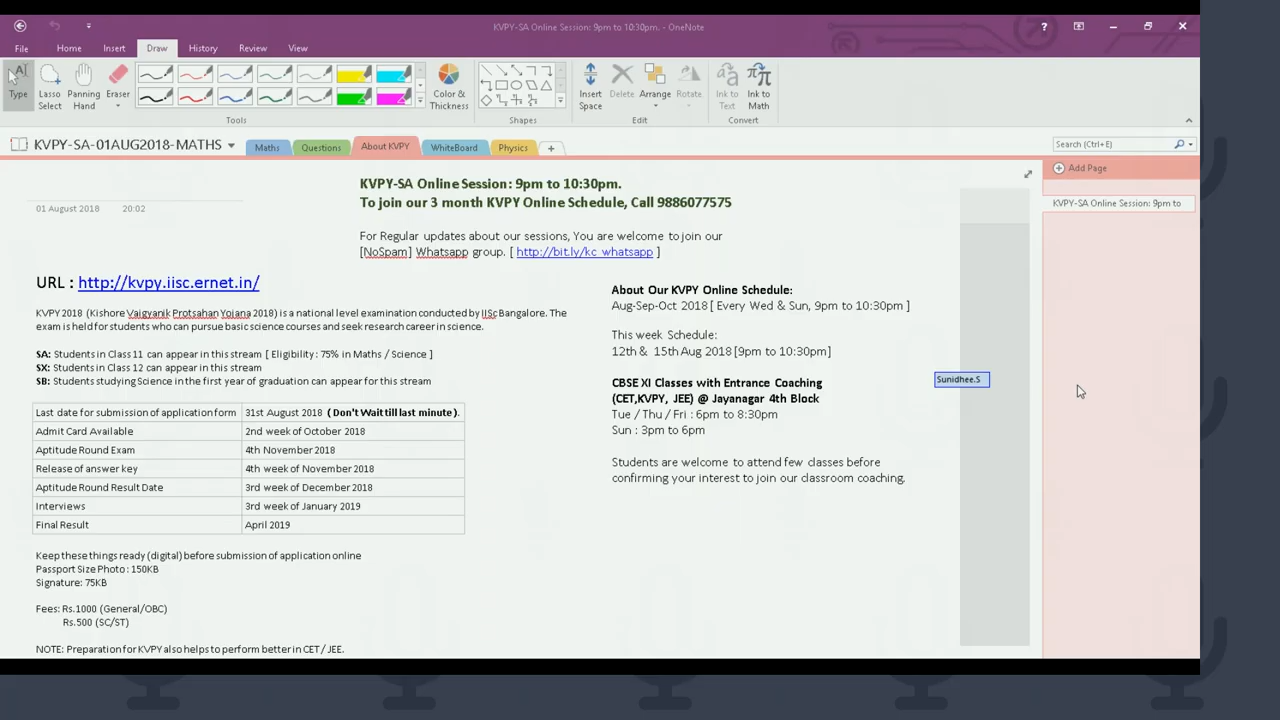 KVPY-SA Online Session: 9pm to 10:30pm. - OneNote
File Home Insert Draw History Review View
Type
Lasso Select
Panning Hand
Eraser
Color & Thickness
Insert Space
Delete
Arrange
Rotate
Ink to Text
Ink to Math
Tools
Shapes
Edit
Convert
KVPY-SA-01AUG2018-MATHS
Maths Questions About KVPY WhiteBoard Physics +
Search (Ctrl+E)
Add Page
KVPY-SA Online Session: 9pm to
KVPY-SA Online Session: 9pm to 10:30pm.
To join our 3 month KVPY Online Schedule, Call 9886077575
01 August 2018 20:02
For Regular updates about our sessions, You are welcome to join our
[NoSpam] Whatsapp group. [ http://bit.ly/kc_whatsapp ]
URL : http://kvpy.iisc.ernet.in/
KVPY 2018 (Kishore Vaigyanik Protsahan Yojana 2018) is a national level examination conducted by IISc Bangalore. The
exam is held for students who can pursue basic science courses and seek research career in science.
SA: Students in Class 11 can appear in this stream [ Eligibility : 75% in Maths / Science ]
SX: Students in Class 12 can appear in this stream
SB: Students studying Science in the first year of graduation can appear for this stream
Last date for submission of application form 31st August 2018 ( Don't Wait till last minute ).
Admit Card Available 2nd week of October 2018
Aptitude Round Exam 4th November 2018
Release of answer key 4th week of November 2018
Aptitude Round Result Date 3rd week of December 2018
Interviews 3rd week of January 2019
Final Result April 2019
Keep these things ready (digital) before submission of application online
Passport Size Photo : 150KB
Signature: 75KB
Fees: Rs.1000 (General/OBC)
Rs.500 (SC/ST)
NOTE: Preparation for KVPY also helps to perform better in CET / JEE.
About Our KVPY Online Schedule:
Aug-Sep-Oct 2018 [ Every Wed & Sun, 9pm to 10:30pm ]
This week Schedule:
12th & 15th Aug 2018 [9pm to 10:30pm]
CBSE XI Classes with Entrance Coaching
(CET,KVPY, JEE) @ Jayanagar 4th Block
Tue / Thu / Fri : 6pm to 8:30pm
Sun : 3pm to 6pm
Students are welcome to attend few classes before
confirming your interest to join our classroom coaching.
Sunidhee.S